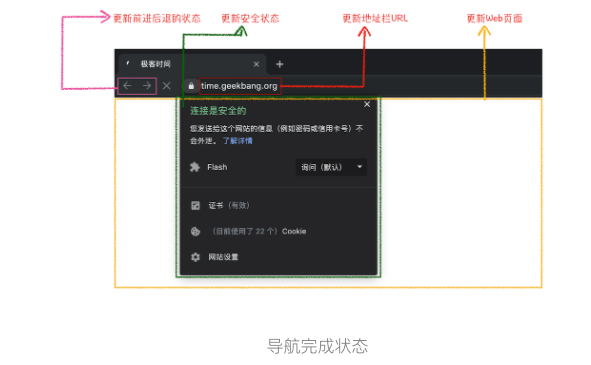 更新前进后退的状态 更新安全状态 更新地址栏URL 更新Web页面
极客时间
time.geekbang.org
连接是安全的
您发送给这个网站的信息（例如密码或信用卡号）不
会外泄。 了解详情
Flash 询问（默认）
证书（有效）
（目前使用了 22 个）Cookie
网站设置
导航完成状态